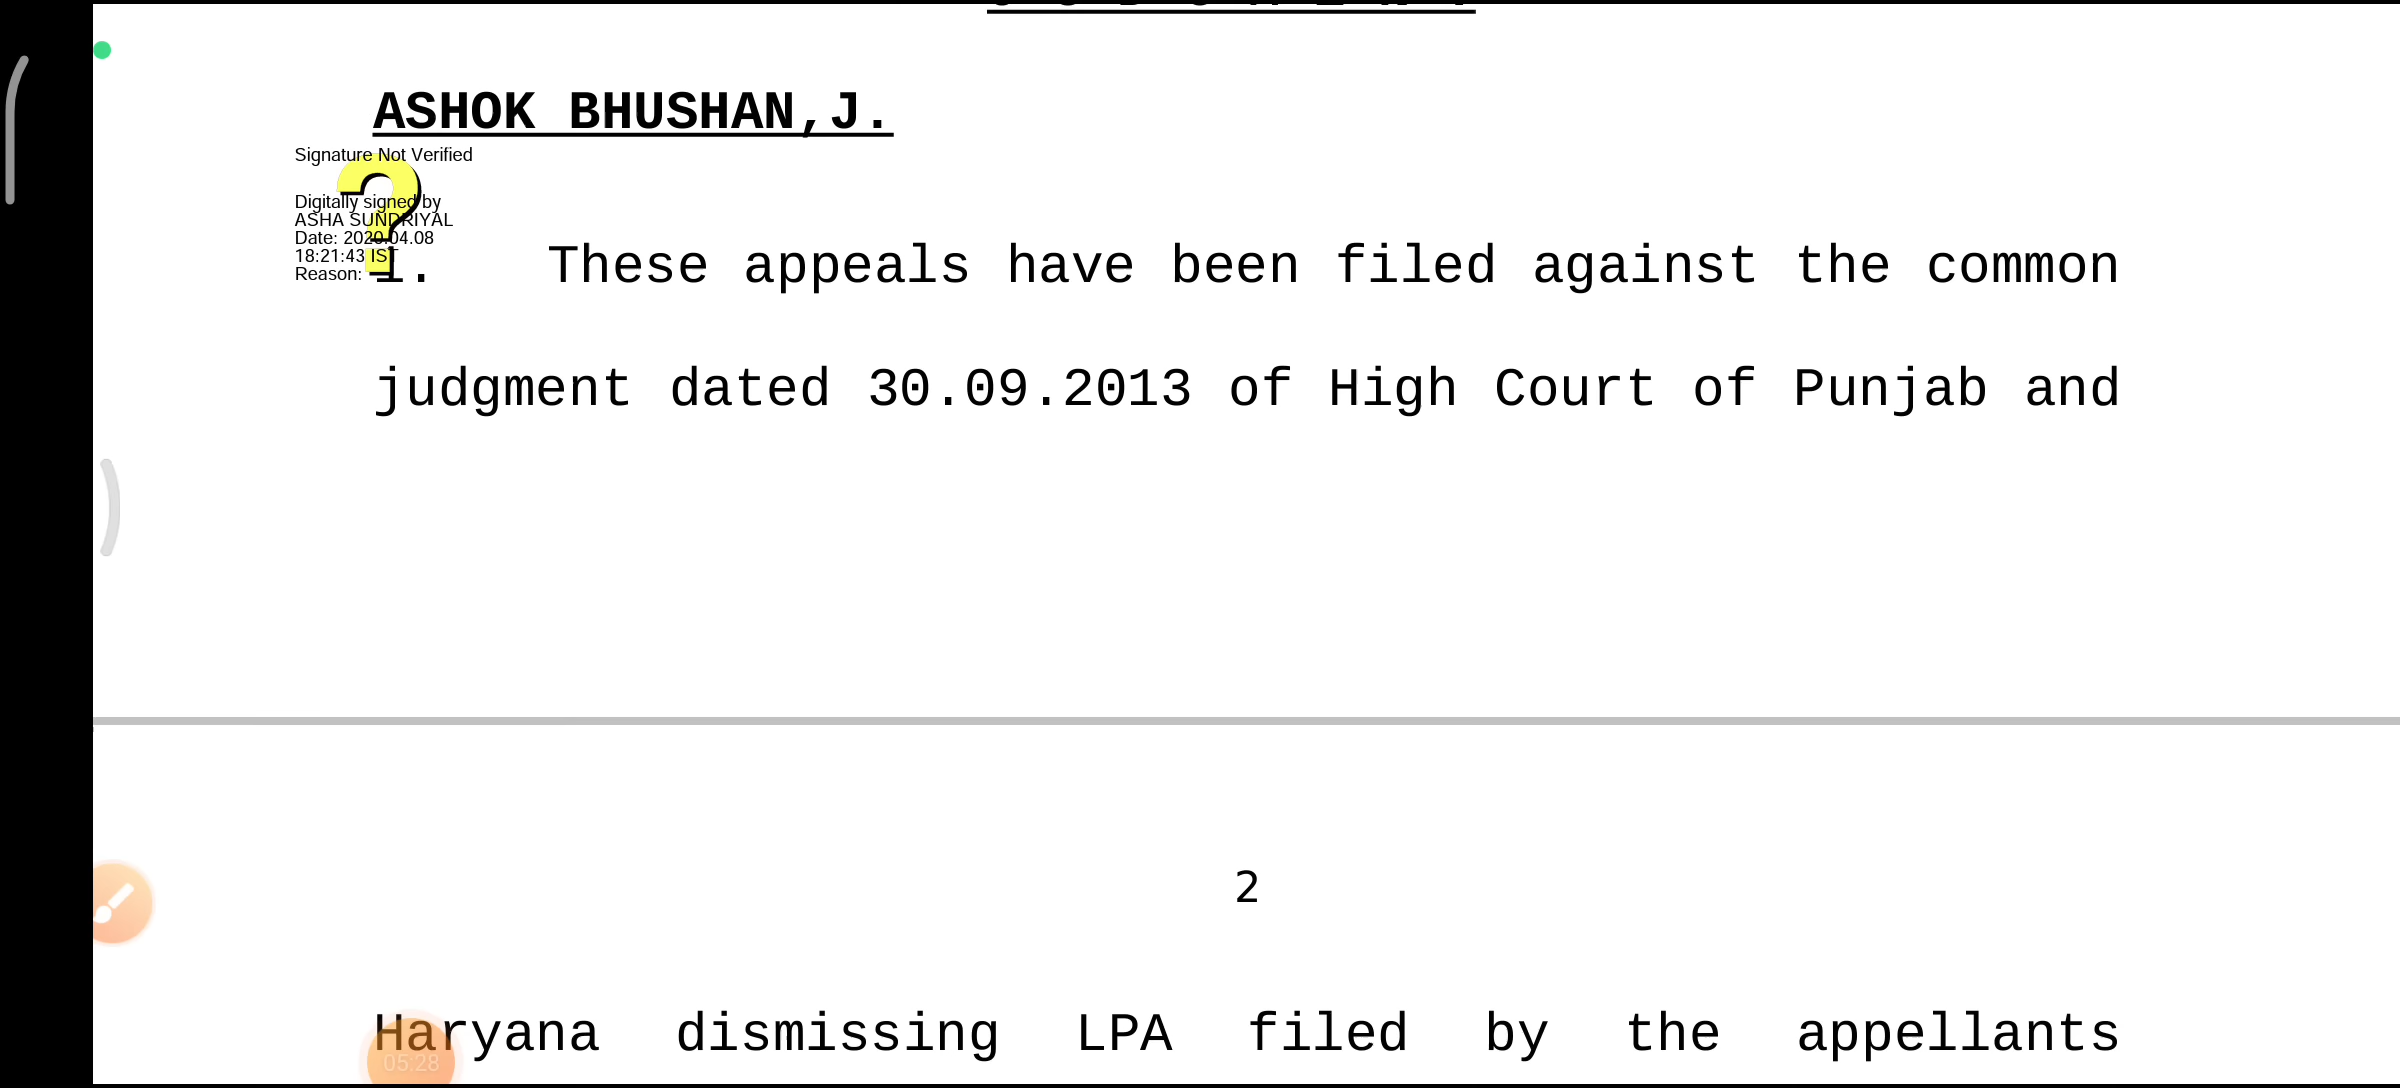 ASHOK BHUSHAN,J.
Signature Not Verified
Digitally signed by
ASHA SUNDRIYAL
Date: 2020.04.08
18:21:43 IST
Reason:
1. These appeals have been filed against the common
judgment dated 30.09.2013 of High Court of Punjab and
2
Haryana dismissing LPA filed by the appellants
05:28